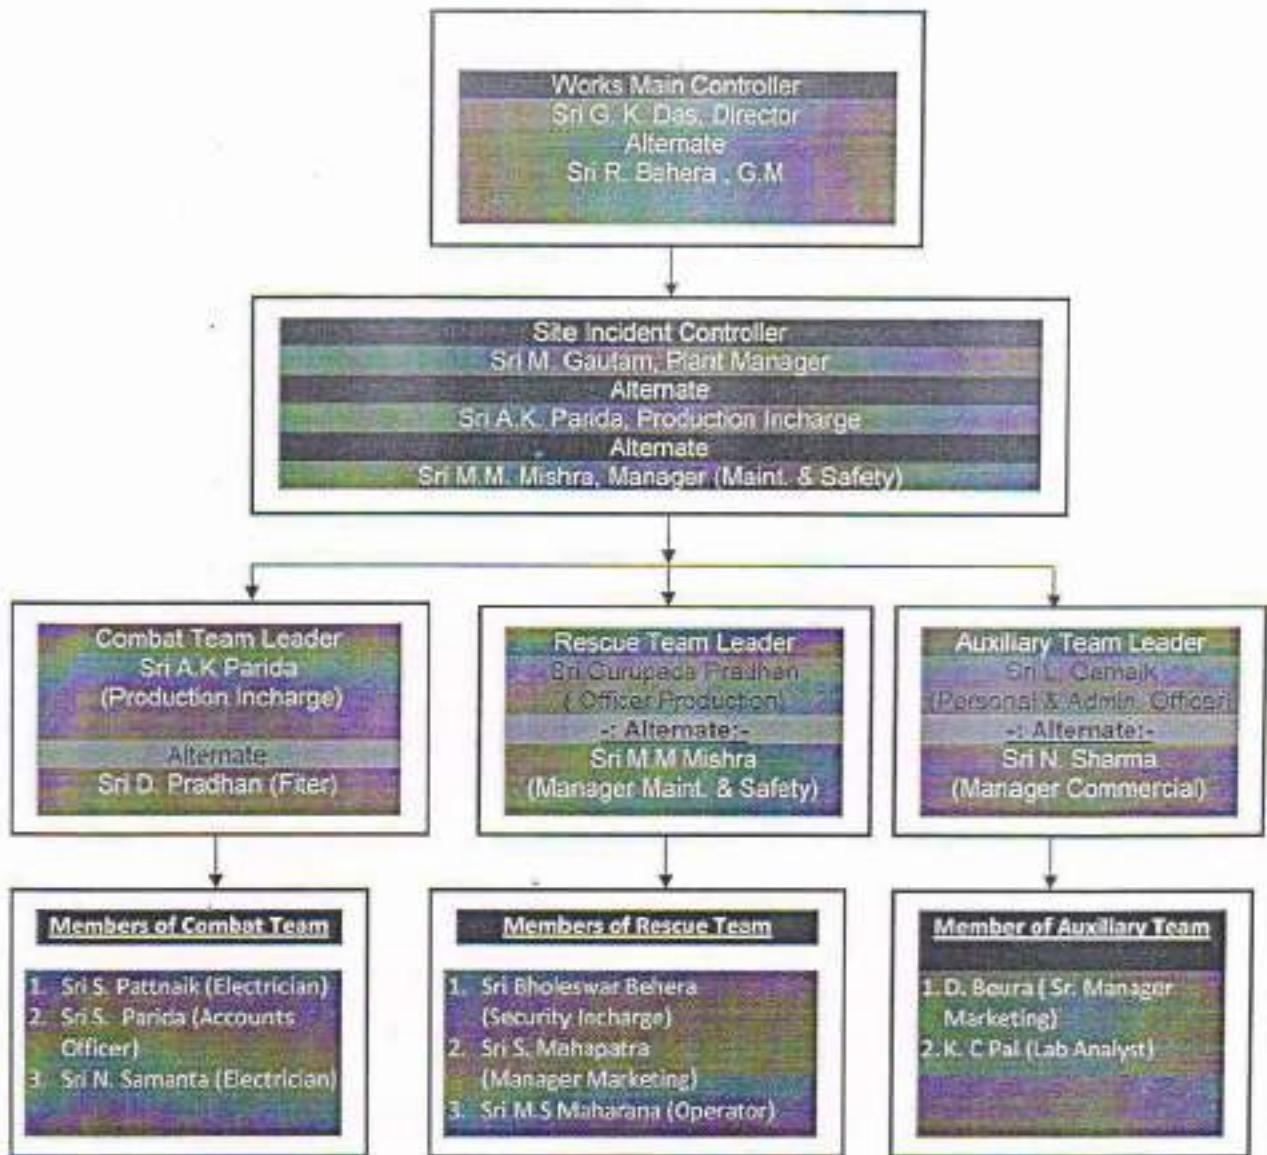 Works Main Controller
Sri G. K. Das, Director
Alternate
Sri R. Behera , G.M
Site Incident Controller
Sri M. Gautam, Plant Manager
Alternate
Sri A.K. Parida, Production Incharge
Alternate
Sri M.M. Mishra, Manager (Maint. & Safety)
Combat Team Leader
Sri A.K Parida
(Production Incharge)
Alternate
Sri D. Pradhan (Fiter)
Rescue Team Leader
Sri Gurupada Pradhan
( Officer Production)
-: Alternate:-
Sri M.M Mishra
(Manager Maint. & Safety)
Auxiliary Team Leader
Sri L.
(Personal & Admin. Officer)
-: Alternate:-
Sri N. Sharma
(Manager Commercial)
Members of Combat Team
1. Sri S. Pattnaik (Electrician)
2. Sri S. Parida (Accounts
Officer)
3. Sri N. Samanta (Electrician)
Members of Rescue Team
1. Sri Bholeswar Behera
(Security Incharge)
2. Sri S. Mahapatra
(Manager Marketing)
3. Sri M.S Maharana (Operator)
Member of Auxiliary Team
1. D. Beura ( Sr. Manager
Marketing)
2. K. C Pal (Lab Analyst)